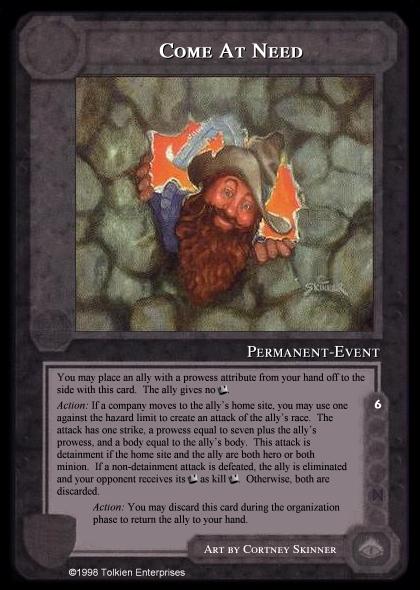 COME AT NEED
SKINNER
PERMANENT-EVENT
You may place an ally with a prowess attribute from your hand off to the
side with this card. The ally gives no .
Action: If a company moves to the ally's home site, you may use one
against the hazard limit to create an attack of the ally's race. The
attack has one strike, a prowess equal to seven plus the ally's
prowess, and a body equal to the ally's body. This attack is
detainment if the home site and the ally are both hero or both
minion. If a non-detainment attack is defeated, the ally is eliminated
and your opponent receives its as kill . Otherwise, both are
discarded.
Action: You may discard this card during the organization
phase to return the ally to your hand.
6
N
ART BY CORTNEY SKINNER
©1998 Tolkien Enterprises